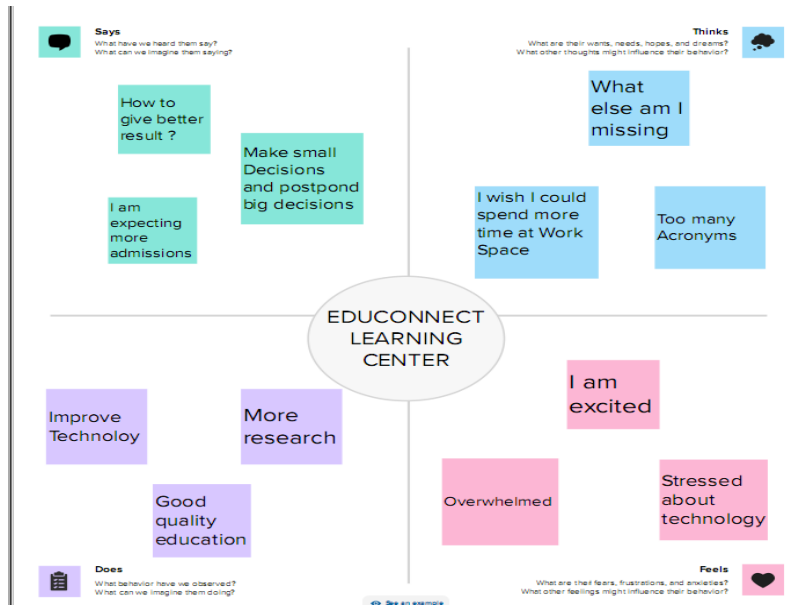 Says
What have we heard them say?
What can we imagine them saying?
How to
give better
result ?
Make small
Decisions
and postpond
big decisions
I am
expecting
more
admissions
Thinks
What are their wants, needs, hopes, and dreams?
What other thoughts might influence their behavior?
What
else am I
missing
I wish I could
spend more
time at Work
Space
Too many
Acronyms
EDUCONNECT
LEARNING
CENTER
Improve
Technoloy
More
research
Good
quality
education
Does
What behavior have we observed?
What can we imagine them doing?
I am
excited
Overwhelmed
Stressed
about
technology
Feels
What are their fears, frustrations, and anxieties?
What other feelings might influence their behavior?
See an example